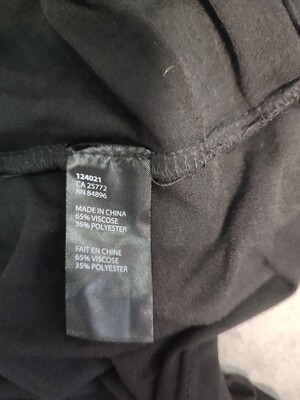 124021
CA 25772
RN 84896
MADE IN CHINA
65% VISCOSE
35% POLYESTER
FAIT EN CHINE
65% VISCOSE
35% POLYESTER